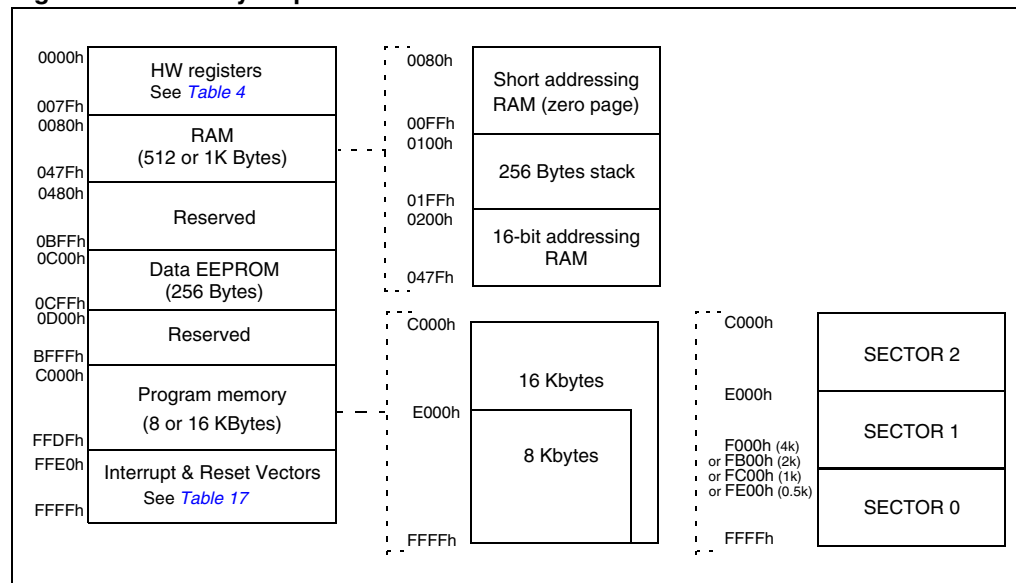 0000h
HW registers
See Table 4
007Fh
0080h
RAM
(512 or 1K Bytes)
047Fh
0480h
Reserved
0BFFh
0C00h
Data EEPROM
(256 Bytes)
0CFFh
0D00h
Reserved
BFFFh
C000h
Program memory
(8 or 16 KBytes)
FFDFh
FFE0h
Interrupt & Reset Vectors
See Table 17
FFFFh
0080h
Short addressing
RAM (zero page)
00FFh
0100h
256 Bytes stack
01FFh
0200h
16-bit addressing
RAM
047Fh
C000h
16 Kbytes
E000h
8 Kbytes
FFFFh
C000h
SECTOR 2
E000h
SECTOR 1
F000h (4k)
or FB00h (2k)
or FC00h (1k)
or FE00h (0.5k)
SECTOR 0
FFFFh